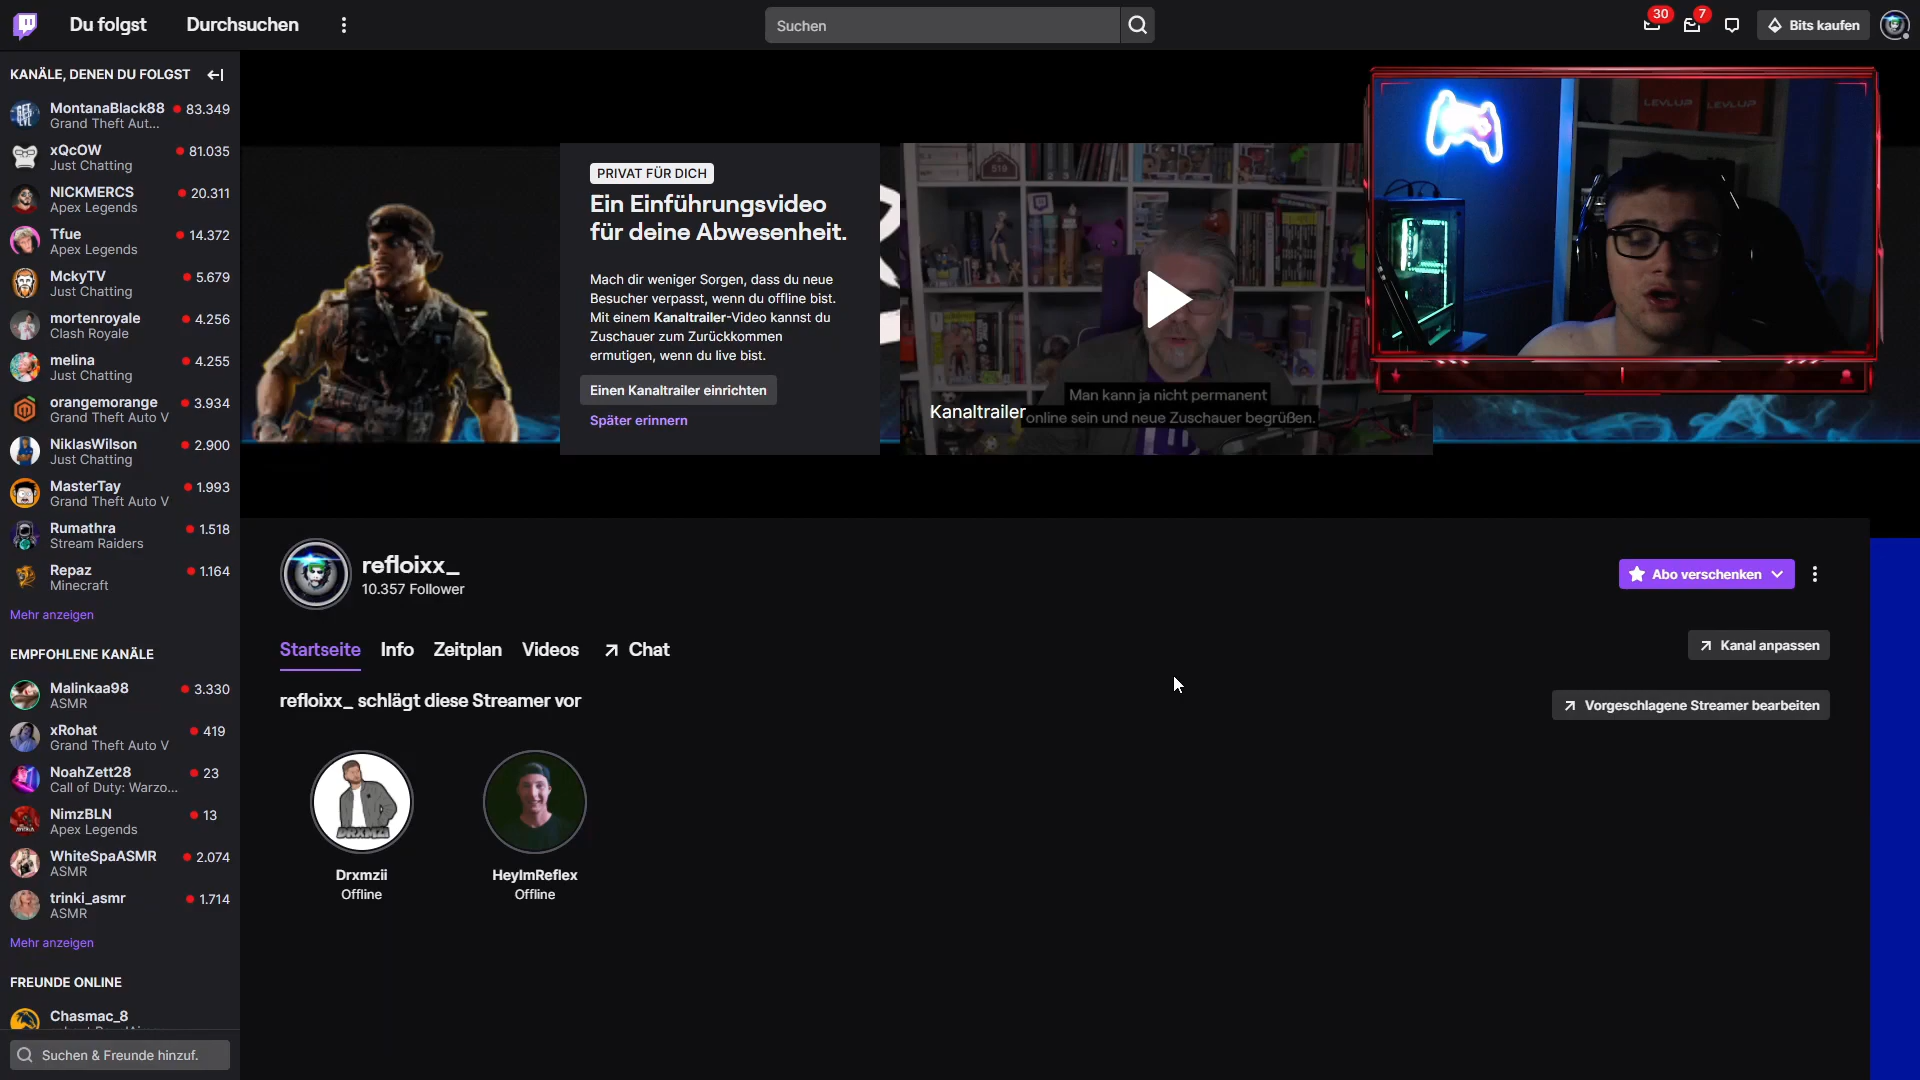 Du folgst
Durchsuchen
Suchen
30
7
Bits kaufen
KANÄLE, DENEN DU FOLGST
MontanaBlack88 83.349
Grand Theft Aut...
xQcOW 81.035
Just Chatting
NICKMERCS 20.311
Apex Legends
Tfue 14.372
Apex Legends
MckyTV 5.679
Just Chatting
mortenroyale 4.256
Clash Royale
melina 4.255
Just Chatting
orangemorange 3.934
Grand Theft Auto V
NiklasWilson 2.900
Just Chatting
MasterTay 1.993
Grand Theft Auto V
Rumathra 1.518
Stream Raiders
Repaz 1.164
Minecraft
Mehr anzeigen
EMPFOHLENE KANÄLE
Malinkaa98 3.330
ASMR
xRohat 419
Grand Theft Auto V
NoahZett28 23
Call of Duty: Warzo...
NimzBLN 13
Apex Legends
WhiteSpaASMR 2.074
ASMR
trinki_asmr 1.714
ASMR
Mehr anzeigen
FREUNDE ONLINE
Chasmac_8
Suchen & Freunde hinzuf.
PRIVAT FÜR DICH
Ein Einführungsvideo
für deine Abwesenheit.
Mach dir weniger Sorgen, dass du neue
Besucher verpasst, wenn du offline bist.
Mit einem Kanaltrailer-Video kannst du
Zuschauer zum Zurückkommen
ermutigen, wenn du live bist.
Einen Kanaltrailer einrichten
Später erinnern
Man kann ja nicht permanent
online sein und neue Zuschauer begrüßen.
Kanaltrailer
LEVLUP
LEVLUP
refloixx_
10.357 Follower
Abo verschenken
Startseite
Info
Zeitplan
Videos
Chat
Kanal anpassen
refloixx_ schlägt diese Streamer vor
Vorgeschlagene Streamer bearbeiten
DRXMZII
Drxmzii
Offline
HeyImReflex
Offline